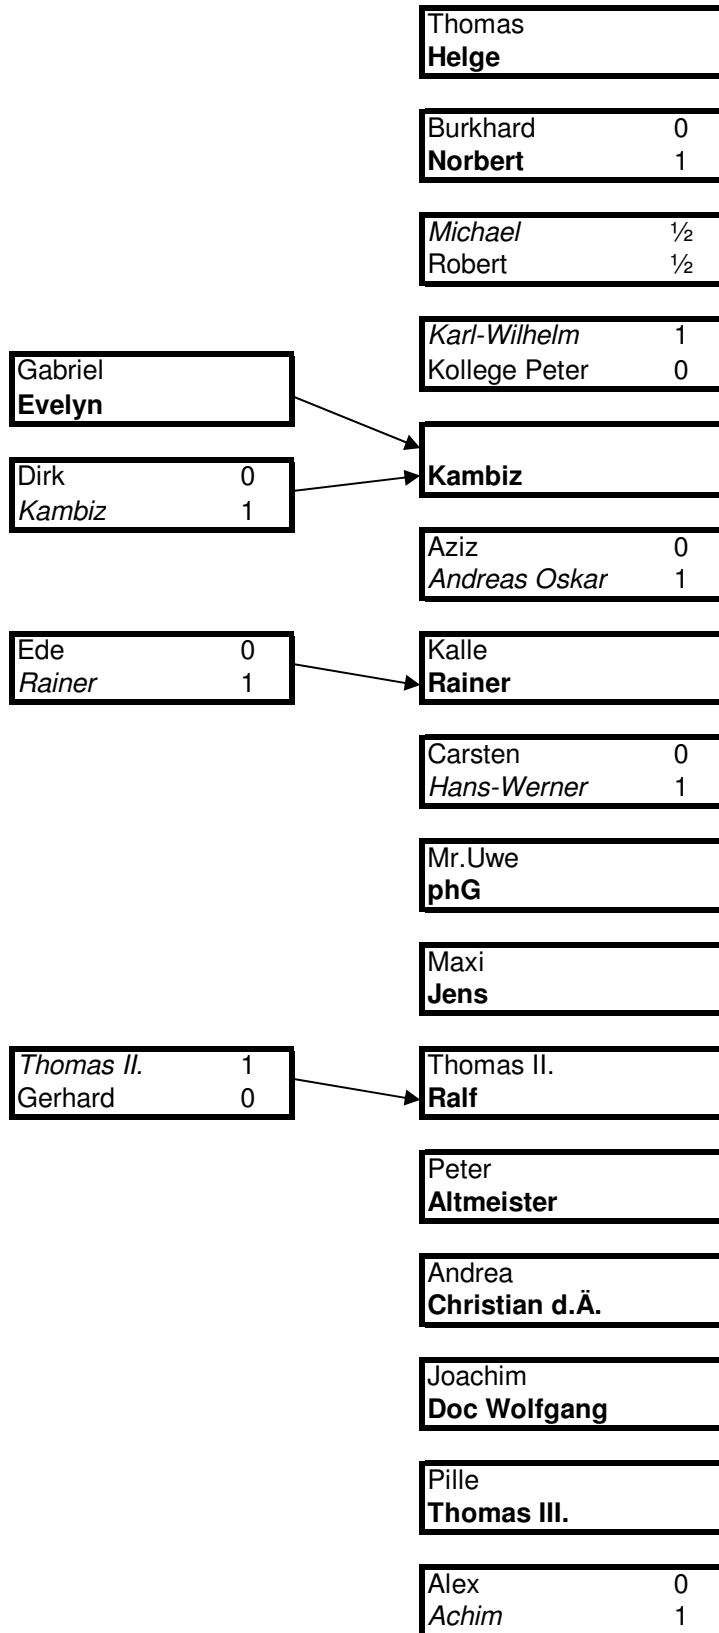 Thomas
Helge
Burkhard 0
Norbert 1
Michael ½
Robert ½
Karl-Wilhelm 1
Kollege Peter 0
Gabriel
Evelyn
Kambiz
Dirk 0
Kambiz 1
Aziz 0
Andreas Oskar 1
Ede 0
Rainer 1
Kalle
Rainer
Carsten 0
Hans-Werner 1
Mr.Uwe
phG
Maxi
Jens
Thomas II. 1
Gerhard 0
Thomas II.
Ralf
Peter
Altmeister
Andrea
Christian d.Ä.
Joachim
Doc Wolfgang
Pille
Thomas III.
Alex 0
Achim 1